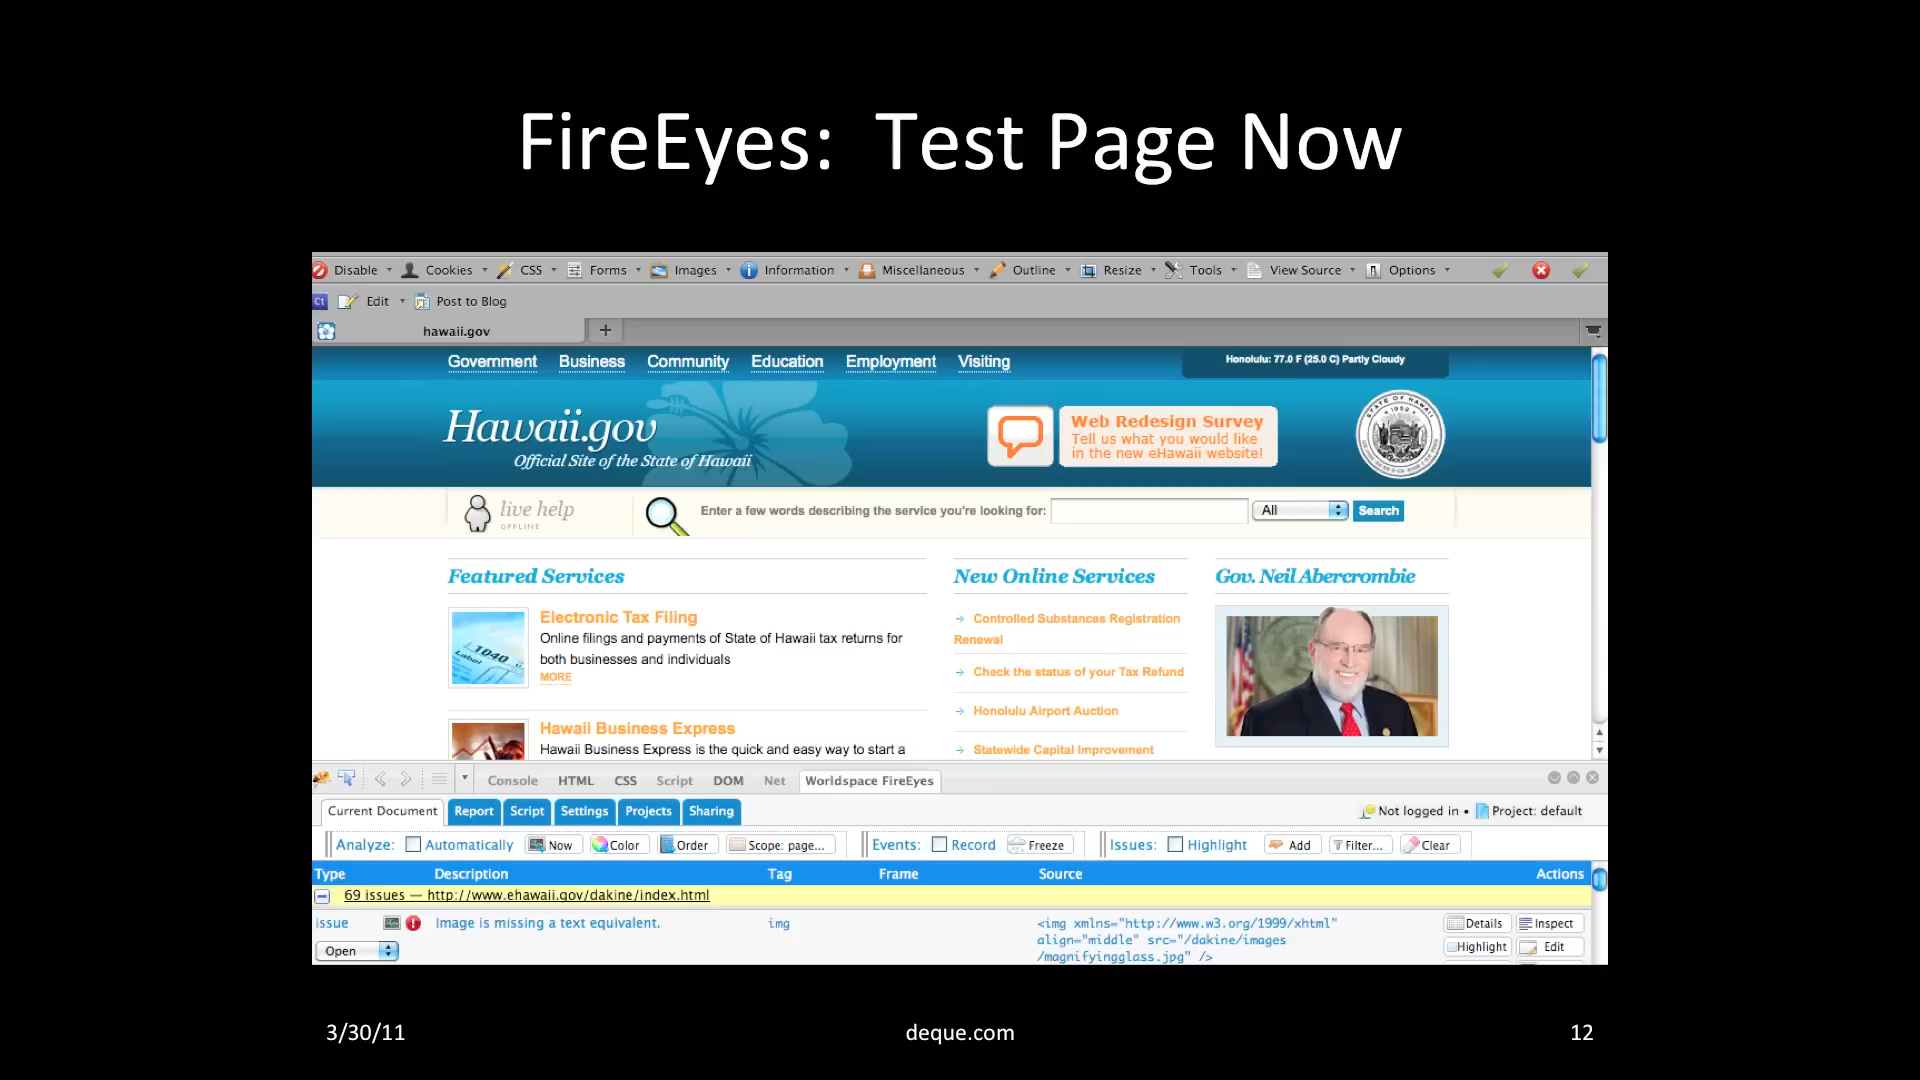 FireEyes: Test Page Now
Disable Cookies CSS Forms Images Information Miscellaneous Outline Resize Tools View Source Options
Ct Edit Post to Blog
hawaii.gov +
Government Business Community Education Employment Visiting Honolulu: 77.0 F (25.0 C) Partly Cloudy
Hawaii.gov
Official Site of the State of Hawaii
Web Redesign Survey
Tell us what you would like
in the new eHawaii website!
STATE OF HAWAII
1959
live help
OFFLINE
Enter a few words describing the service you're looking for: All Search
Featured Services
Electronic Tax Filing
Online filings and payments of State of Hawaii tax returns for
both businesses and individuals
MORE
1040
Label
Hawaii Business Express
Hawaii Business Express is the quick and easy way to start a
New Online Services
Controlled Substances Registration
Renewal
Check the status of your Tax Refund
Honolulu Airport Auction
Statewide Capital Improvement
Gov. Neil Abercrombie
Console HTML CSS Script DOM Net Worldspace FireEyes
Current Document Report Script Settings Projects Sharing Not logged in • Project: default
Analyze: Automatically Now Color Order Scope: page... Events: Record Freeze Issues: Highlight Add Filter... Clear
Type Description Tag Frame Source Actions
69 issues — http://www.ehawaii.gov/dakine/index.html
issue Image is missing a text equivalent. img <img xmlns="http://www.w3.org/1999/xhtml" Details Inspect
align="middle" src="/dakine/images
/magnifyingglass.jpg" />
Open Highlight Edit
3/30/11 deque.com 12